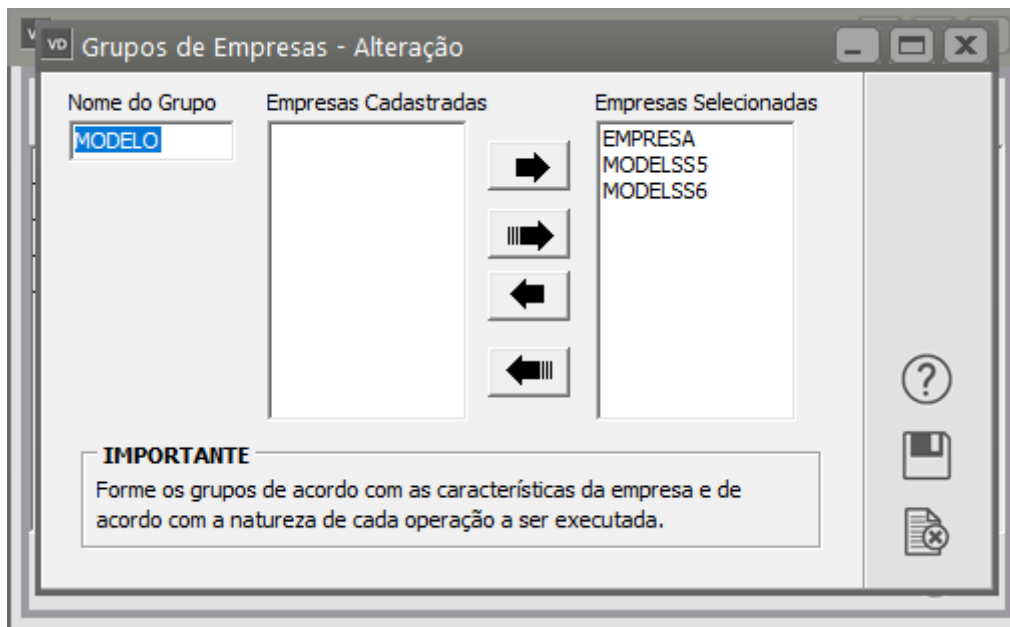 VD Grupos de Empresas - Alteração
Nome do Grupo
MODELO
Empresas Cadastradas
Empresas Selecionadas
EMPRESA
MODELSS5
MODELSS6
IMPORTANTE
Forme os grupos de acordo com as características da empresa e de
acordo com a natureza de cada operação a ser executada.
?